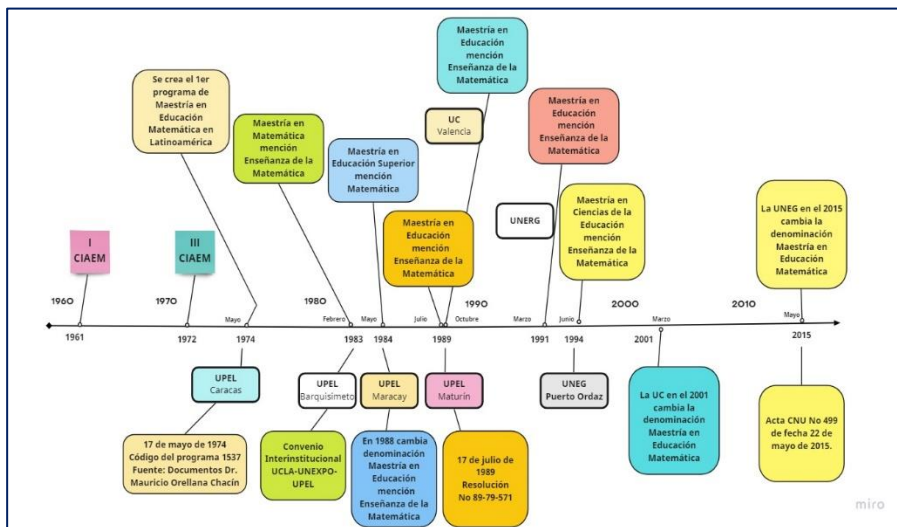 Maestría en
Educación
mención
Enseñanza de la
Matemática
Se crea el 1er
programa de
Maestría en
Educación
Matemática en
Latinoamérica
UC
Valencia
Maestría en
Educación
mención
Enseñanza de la
Matemática
Maestría en
Matemática
mención
Enseñanza de la
Matemática
Maestría en
Educación Superior
mención
Matemática
Maestría en
Educación
mención
Enseñanza de la
Matemática
UNERG
Maestría en
Ciencias de la
Educación
mención
Enseñanza de la
Matemática
La UNEG en el 2015
cambia la
denominación
Maestría en
Educación
Matemática
I
CIAEM
III
CIAEM
1960
1970
1980
1990
2000
2010
Mayo
Febrero
Mayo
Julio
Octubre
Marzo
Junio
Marzo
Mayo
1961
1972
1974
1983
1984
1989
1991
1994
2001
2015
UPEL
Caracas
UPEL
Barquisimeto
UPEL
Maracay
UPEL
Maturín
UNEG
Puerto Ordaz
17 de mayo de 1974
Código del programa 1537
Fuente: Documentos Dr.
Mauricio Orellana Chacín
Convenio
Interinstitucional
UCLA-UNEXPO-
UPEL
En 1988 cambia
denominación
Maestría en
Educación
mención
Enseñanza de la
Matemática
17 de julio de
1989
Resolución
No 89-79-571
La UC en el 2001
cambia la
denominación
Maestría en
Educación
Matemática
Acta CNU No 499
de fecha 22 de
mayo de 2015.
miro